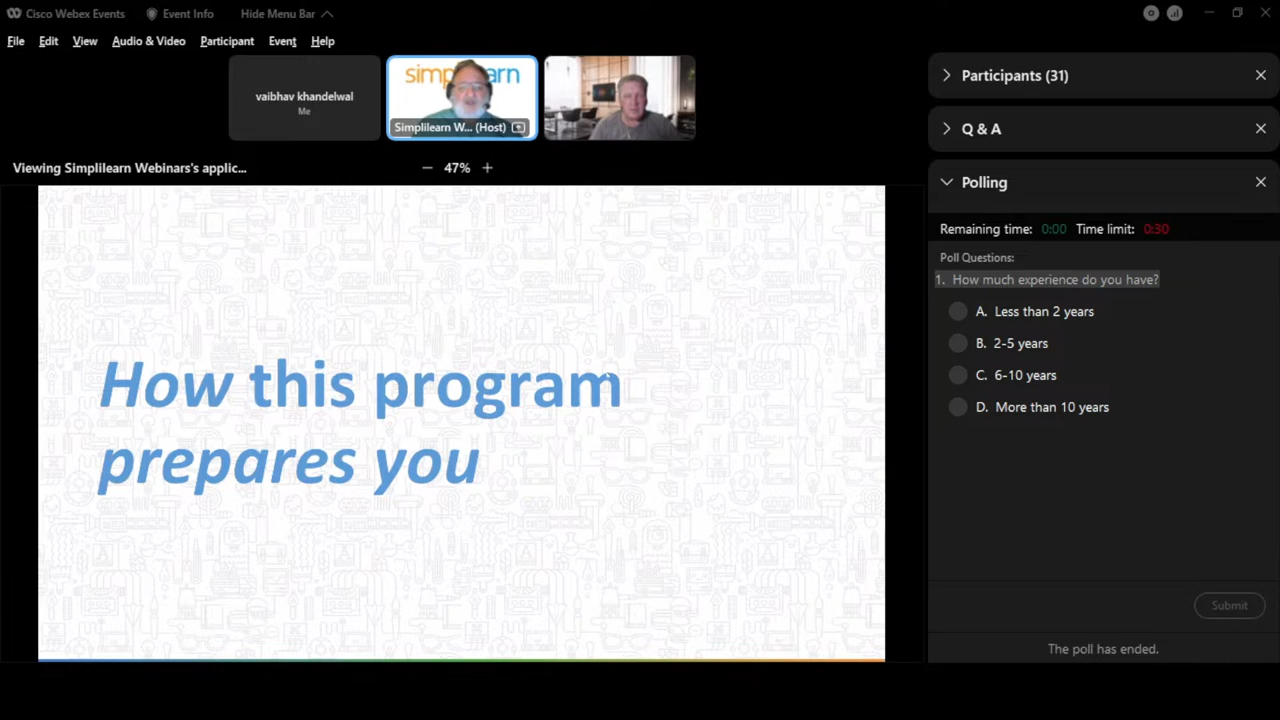 Cisco Webex Events
Event Info
Hide Menu Bar
File Edit View Audio & Video Participant Event Help
vaibhav khandelwal
Me
simp
arn
Simplilearn W... (Host)
Viewing Simplilearn Webinars's applic...
47%
How this program
prepares you
Participants (31)
Q & A
Polling
Remaining time: 0:00 Time limit: 0:30
Poll Questions:
1. How much experience do you have?
A. Less than 2 years
B. 2-5 years
C. 6-10 years
D. More than 10 years
Submit
The poll has ended.